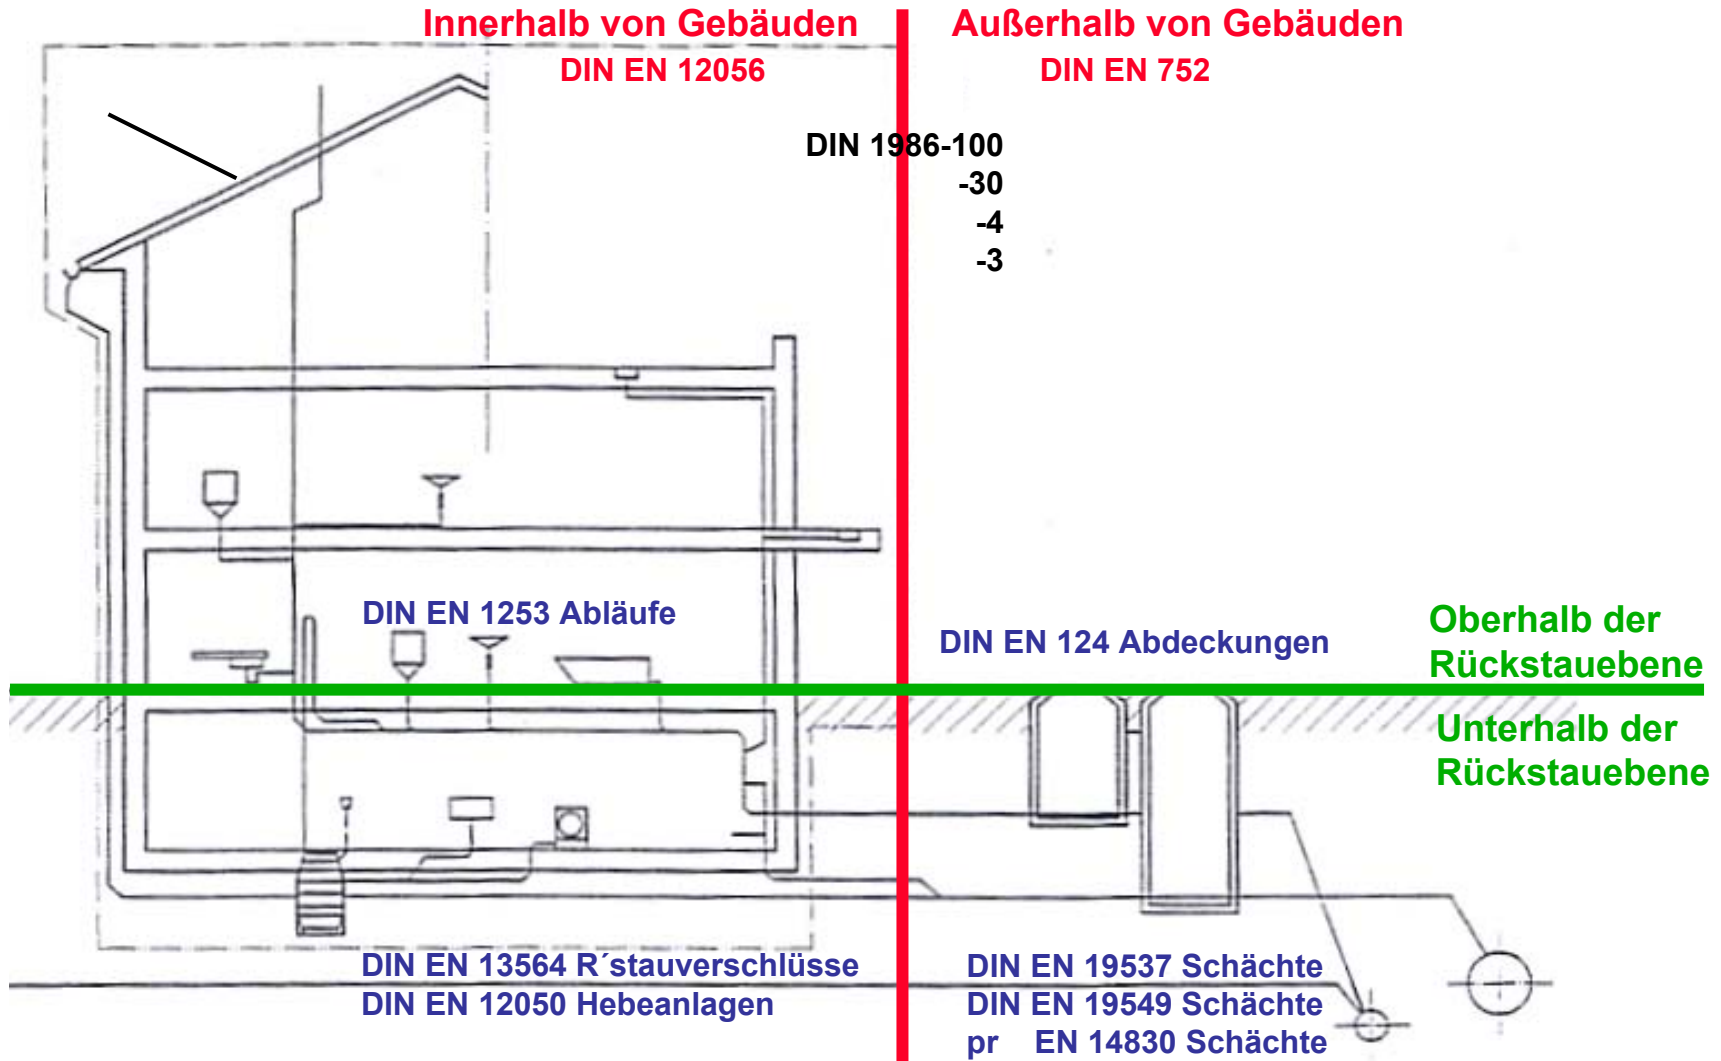 Innerhalb von Gebäuden
DIN EN 12056
Außerhalb von Gebäuden
DIN EN 752
DIN 1986-100
-30
-4
-3
DIN EN 1253 Abläufe
DIN EN 124 Abdeckungen
Oberhalb der
Rückstauebene
Unterhalb der
Rückstauebene
DIN EN 13564 R´stauverschlüsse
DIN EN 12050 Hebeanlagen
DIN EN 19537 Schächte
DIN EN 19549 Schächte
pr EN 14830 Schächte